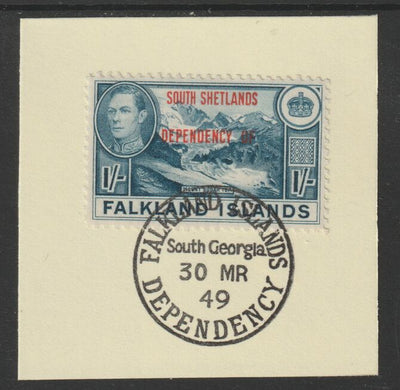 SOUTH SHETLANDS
DEPENDENCY OF
1/-
1/-
FALKLAND ISLANDS
FALKLAND ISLANDS
South Georgia
30 MR
49
DEPENDENCY